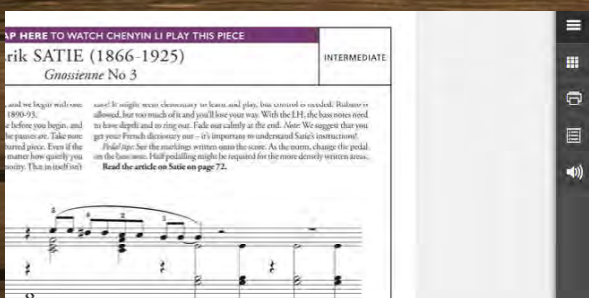 AP HERE TO WATCH CHENYIN LI PLAY THIS PIECE
rik SATIE (1866-1925)
Gnossienne No 3
INTERMEDIATE
, and we begin with one
1890-93.
e before you begin, and
he pauses are. Take note
hurried piece. Even if the
matter how quietly you
nority. That in itself isn't
easy! It might seem elementary to learn and play, but control is needed. Rubato is
allowed, but too much of it and you'll lose your way. With the LH, the bass notes need
to have depth and to ring out. Fade out calmly at the end. Note: We suggest that you
get your French dictionary out – it's important to understand Satie's instructions!
Pedal tips: See the markings written onto the score. As the norm, change the pedal
on the bass note. Half pedalling might be required for the more densely written areas.
Read the article on Satie on page 72.